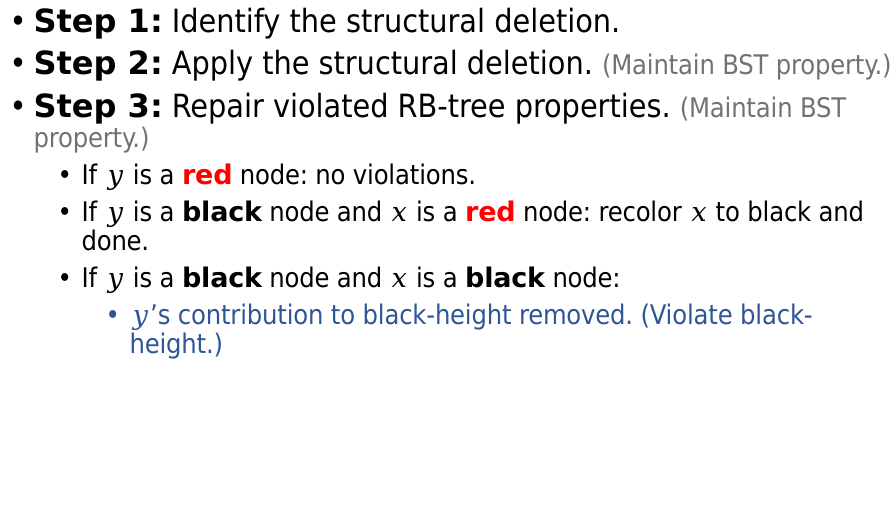 • Step 1: Identify the structural deletion.
• Step 2: Apply the structural deletion. (Maintain BST property.)
• Step 3: Repair violated RB-tree properties. (Maintain BST
property.)
• If y is a red node: no violations.
• If y is a black node and x is a red node: recolor x to black and
done.
• If y is a black node and x is a black node:
• y’s contribution to black-height removed. (Violate black-
height.)